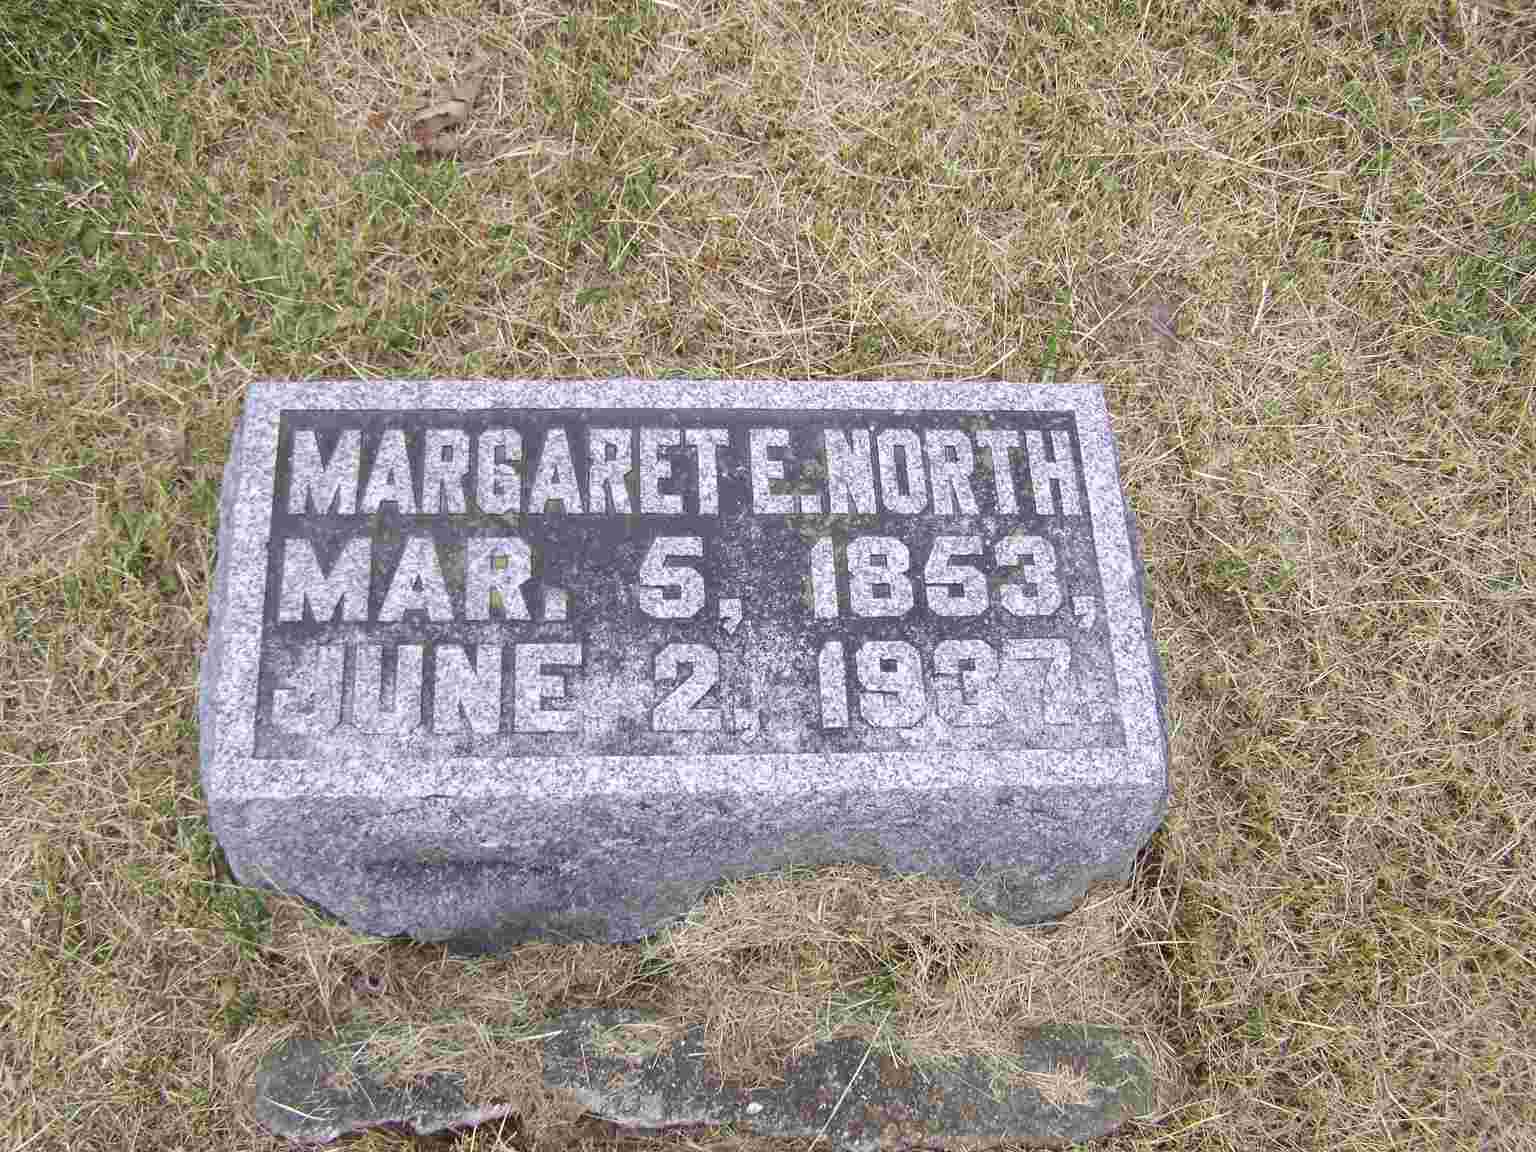 MARGARET E. NORTH
MAR. 5, 1853,
JUNE 2, 1937.